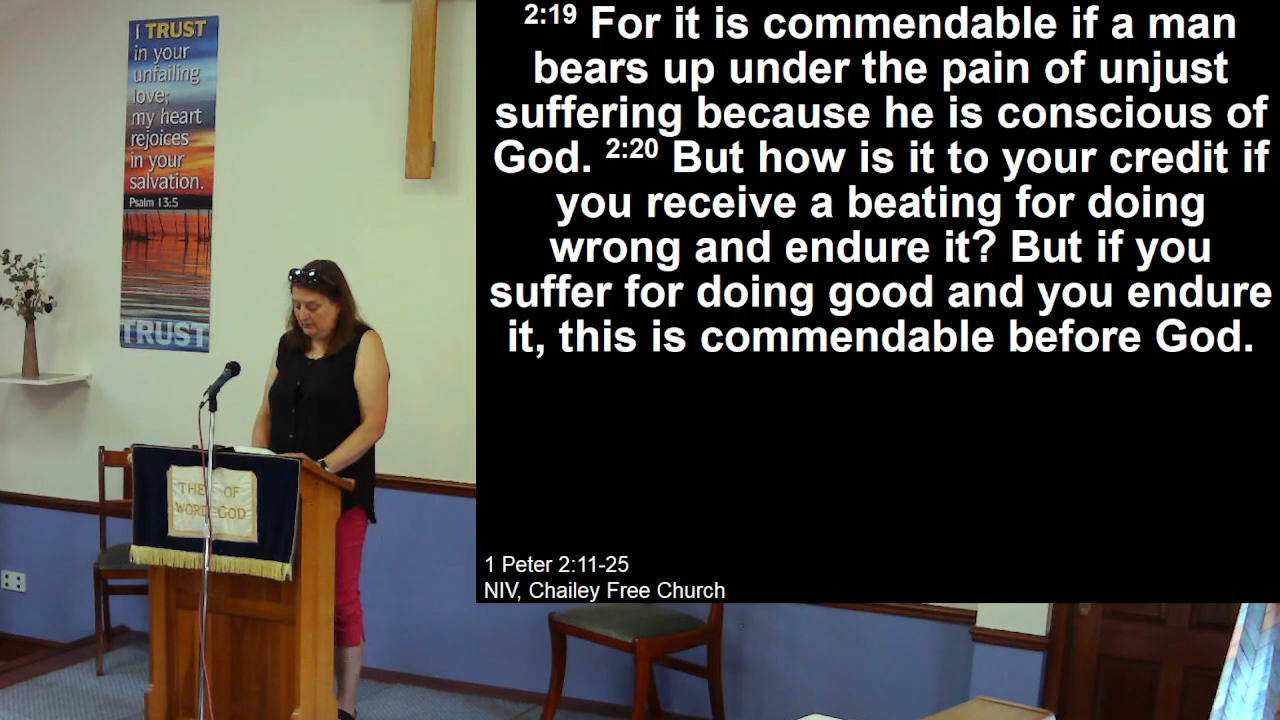 I TRUST
in your
unfailing
love;
my heart
rejoices
in your
salvation.
Psalm 13:5
TRUST
THE OF
WORD GOD
2:19 For it is commendable if a man
bears up under the pain of unjust
suffering because he is conscious of
God. 2:20 But how is it to your credit if
you receive a beating for doing
wrong and endure it? But if you
suffer for doing good and you endure
it, this is commendable before God.
1 Peter 2:11-25
NIV, Chailey Free Church